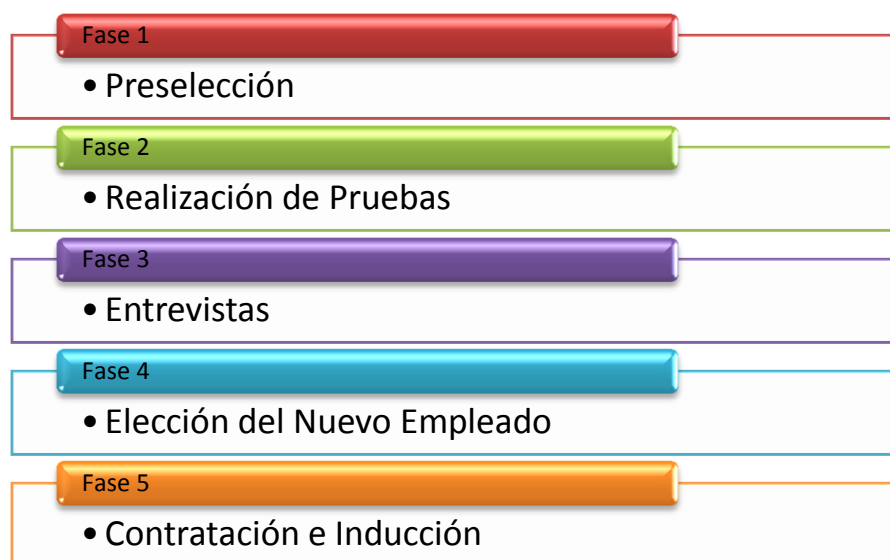 Fase 1
• Preselección
Fase 2
• Realización de Pruebas
Fase 3
• Entrevistas
Fase 4
• Elección del Nuevo Empleado
Fase 5
• Contratación e Inducción